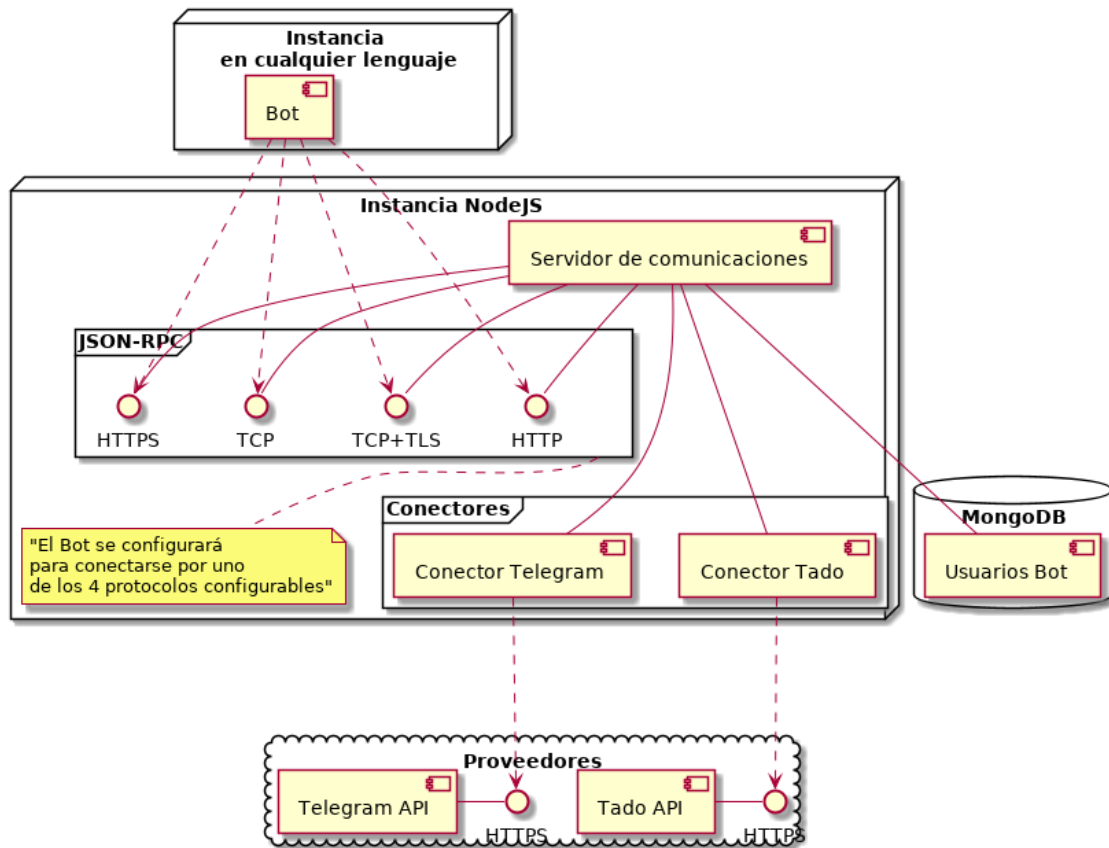 Instancia
en cualquier lenguaje
Bot
Instancia NodeJS
Servidor de comunicaciones
JSON-RPC
HTTPS
TCP
TCP+TLS
HTTP
"El Bot se configurará
para conectarse por uno
de los 4 protocolos configurables"
Conectores
Conector Telegram
Conector Tado
MongoDB
Usuarios Bot
Proveedores
Telegram API
HTTPS
Tado API
HTTPS